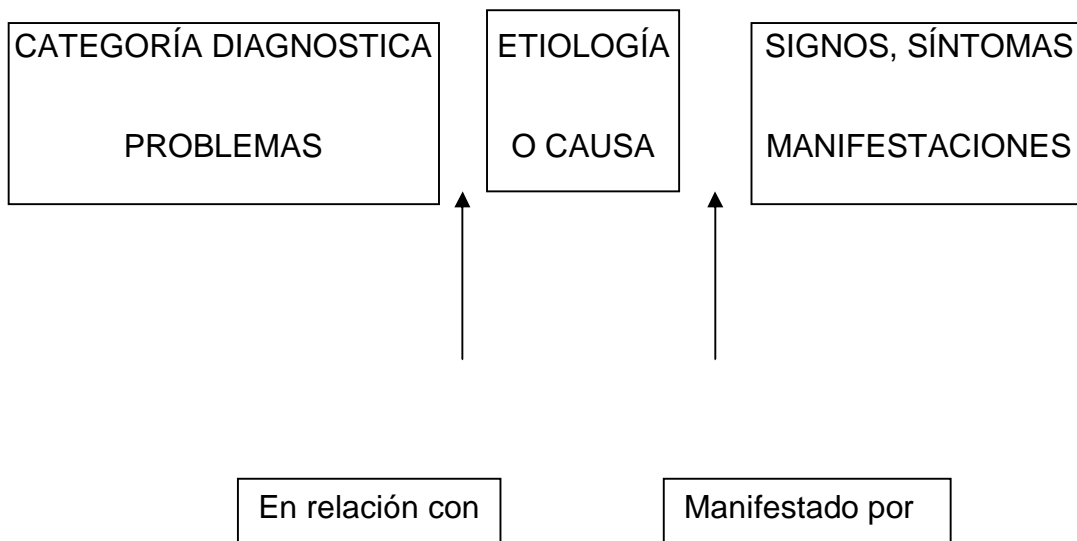 CATEGORÍA DIAGNOSTICA
PROBLEMAS
ETIOLOGÍA
O CAUSA
SIGNOS, SÍNTOMAS
MANIFESTACIONES
En relación con
Manifestado por